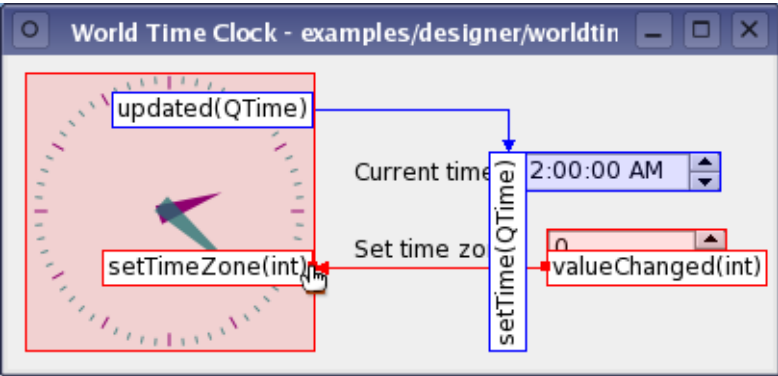 World Time Clock - examples/designer/worldtin
updated(QTime)
Current time
2:00:00 AM
setTime(QTime)
Set time zo
0
setTimeZone(int)
valueChanged(int)